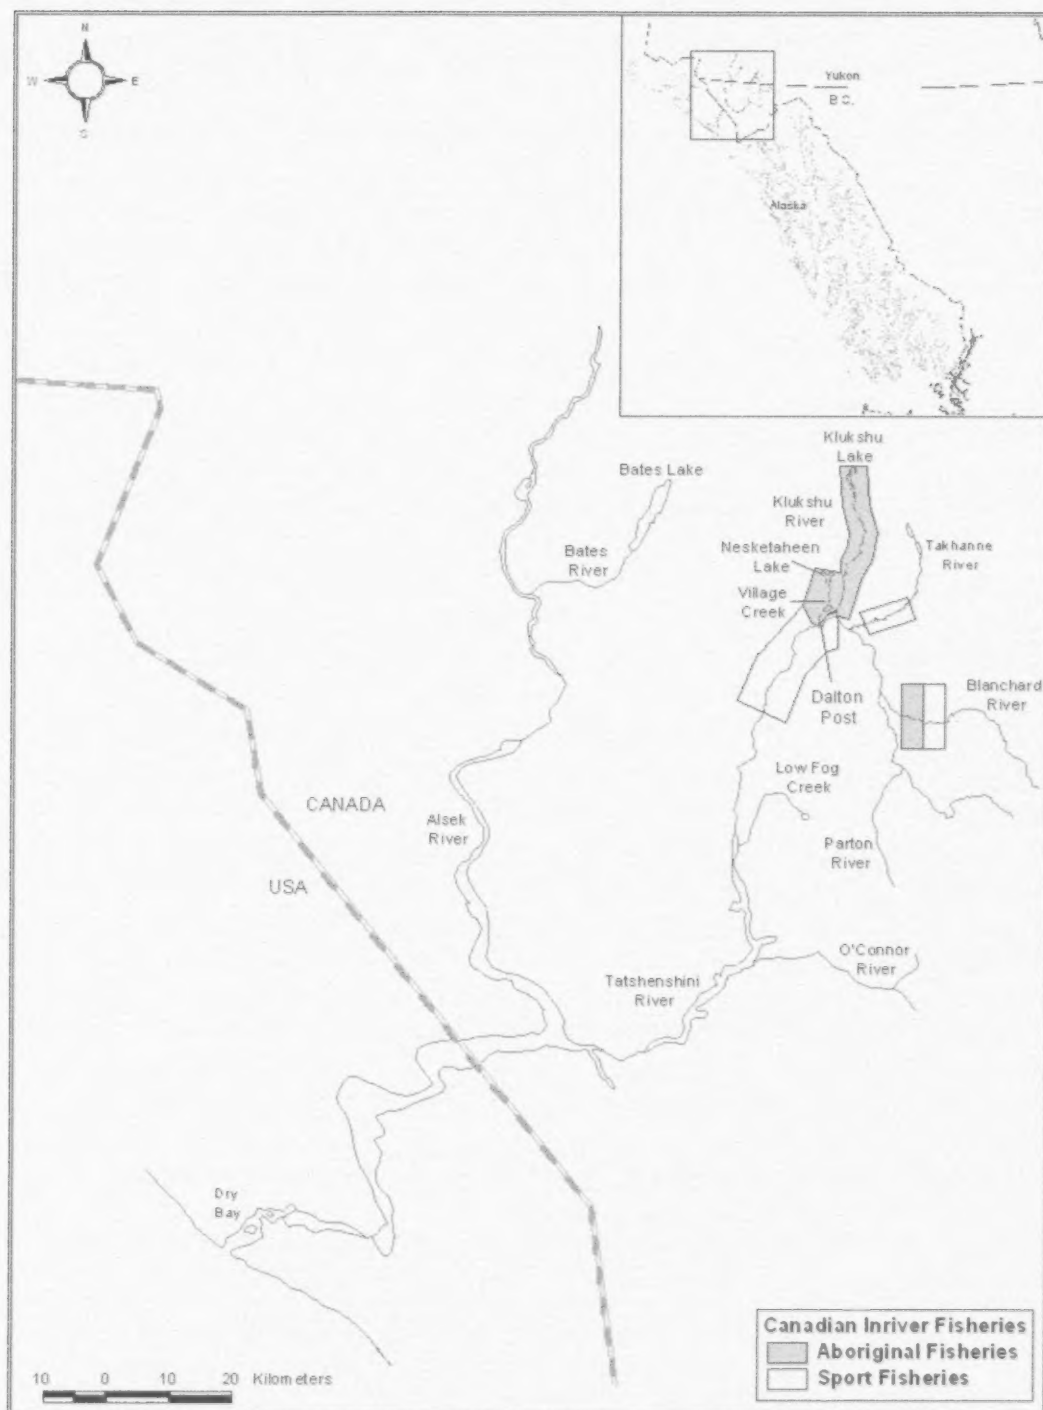 N
W E
S
Yukon
B.C.
Alaska
Klukshu
Lake
Bates Lake
Klukshu
River
Nesketaheen
Lake
Takhanne
River
Bates
River
Village
Creek
Dalton
Post
Blanchard
River
Low Fog
Creek
CANADA
Alsek
River
Parton
River
USA
O'Connor
River
Tatshenshini
River
Dry
Bay
Canadian Inriver Fisheries
Aboriginal Fisheries
Sport Fisheries
10 0 10 20 Kilometers